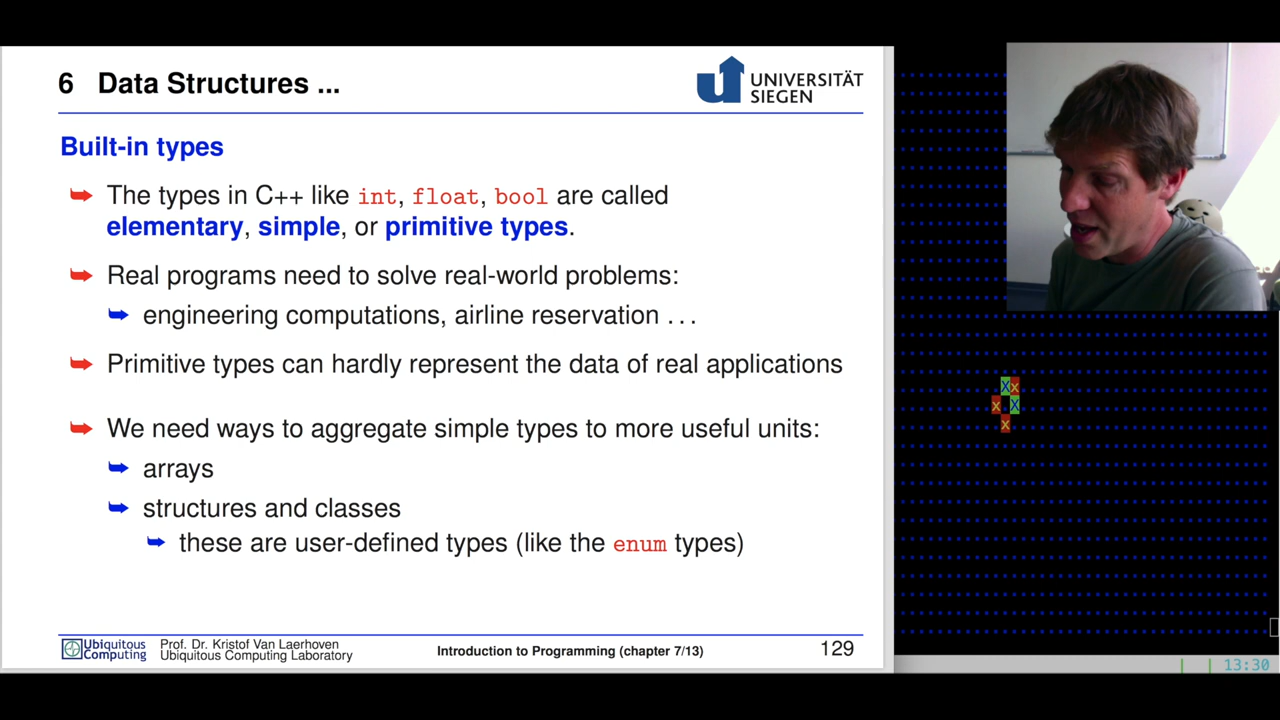 6 Data Structures ...
UNIVERSITÄT
SIEGEN
Built-in types
The types in C++ like int, float, bool are called
elementary, simple, or primitive types.
Real programs need to solve real-world problems:
engineering computations, airline reservation ...
Primitive types can hardly represent the data of real applications
We need ways to aggregate simple types to more useful units:
arrays
structures and classes
these are user-defined types (like the enum types)
Ubiquitous
Computing
Prof. Dr. Kristof Van Laerhoven
Ubiquitous Computing Laboratory
Introduction to Programming (chapter 7/13)
129
X x
x X
x
13:30